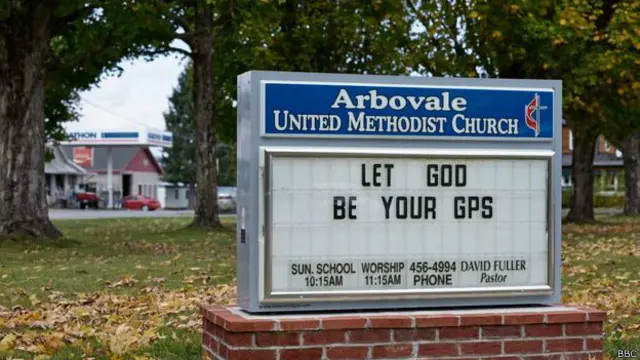 Arbovale
UNITED METHODIST CHURCH
LET GOD
BE YOUR GPS
SUN. SCHOOL WORSHIP 456-4994 DAVID FULLER
10:15AM 11:15AM PHONE Pastor
BBC